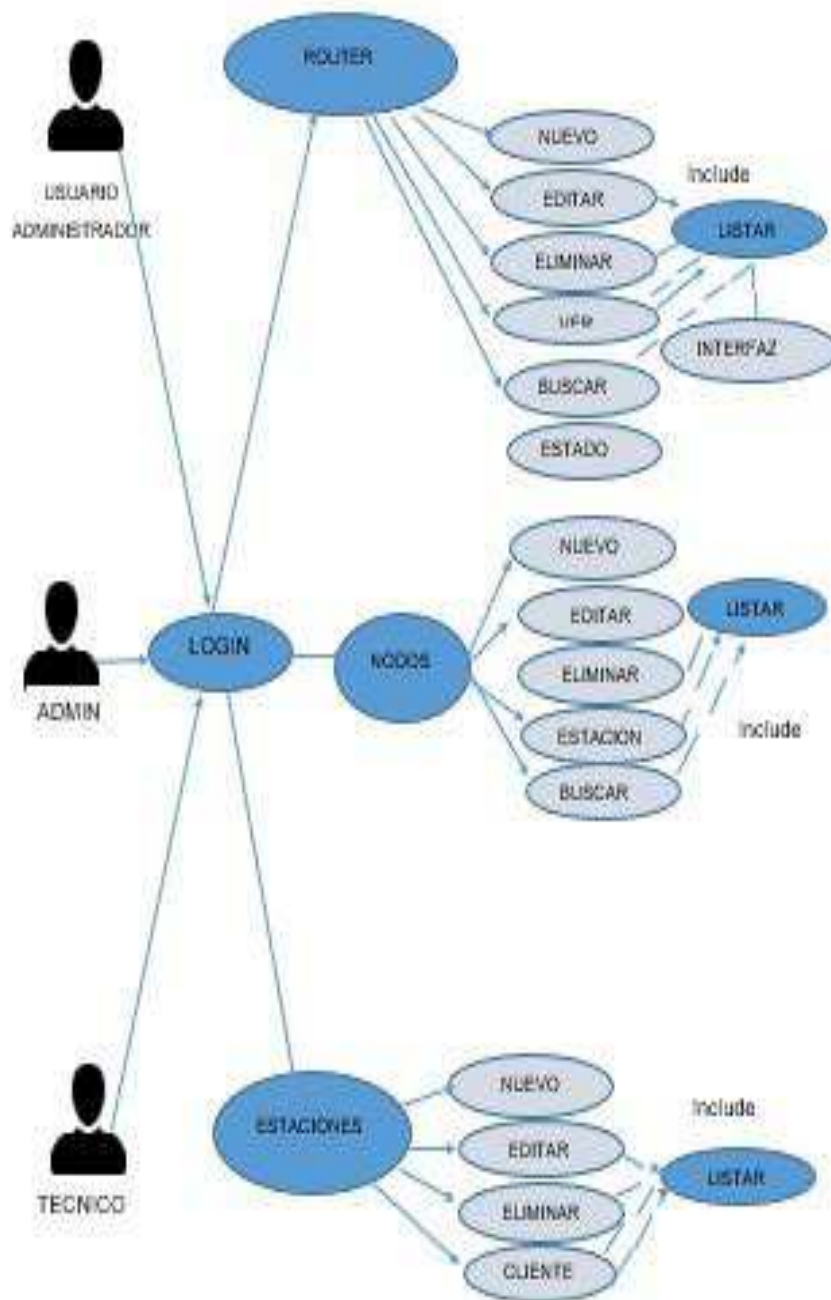 ROUTER
USUARIO
ADMINISTRADOR
NUEVO
Include
EDITAR
LISTAR
ELIMINAR
INTERFAZ
BUSCAR
ESTADO
NUEVO
EDITAR
LISTAR
LOGIN
NODOS
ELIMINAR
ADMIN
ESTACION
Include
BUSCAR
NUEVO
Include
ESTACIONES
EDITAR
LISTAR
TECNICO
ELIMINAR
CLIENTE